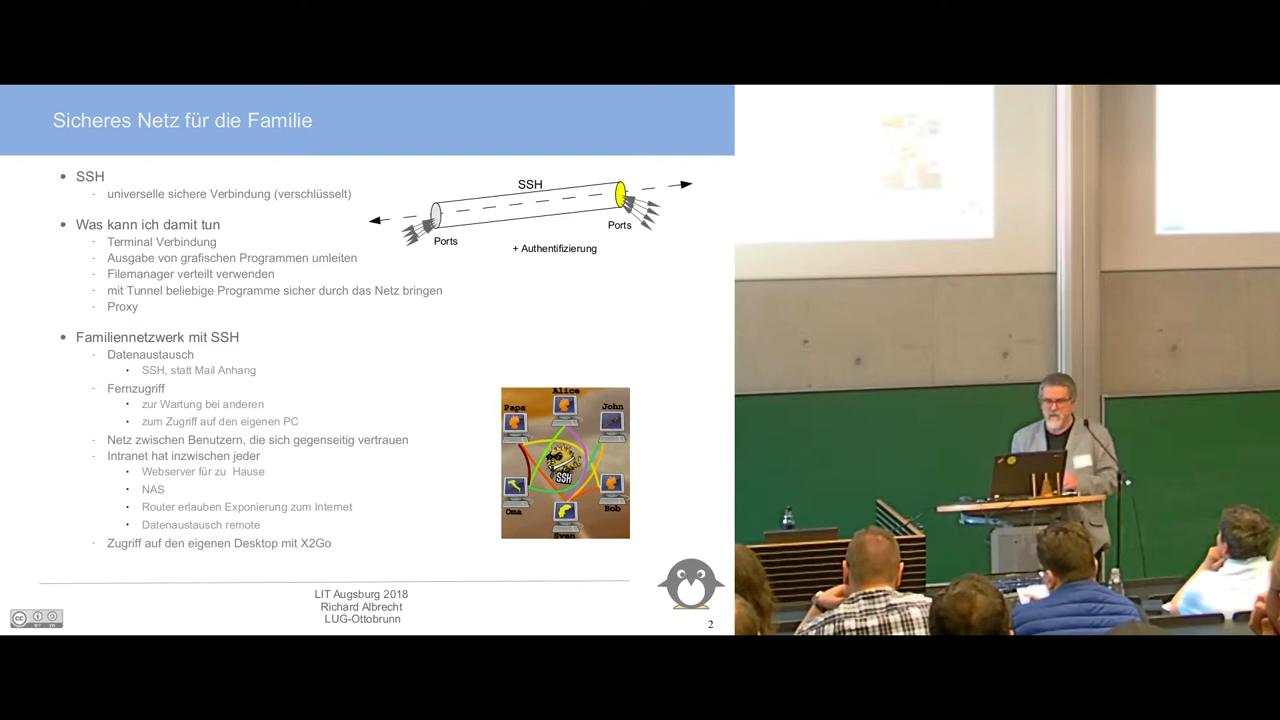 Sicheres Netz für die Familie
SSH
universelle sichere Verbindung (verschlüsselt)
Was kann ich damit tun
Terminal Verbindung
Ausgabe von grafischen Programmen umleiten
Filemanager verteilt verwenden
mit Tunnel beliebige Programme sicher durch das Netz bringen
Proxy
SSH
Ports
Ports
+ Authentifizierung
Familiennetzwerk mit SSH
Datenaustausch
SSH, statt Mail Anhang
Fernzugriff
zur Wartung bei anderen
zum Zugriff auf den eigenen PC
Netz zwischen Benutzern, die sich gegenseitig vertrauen
Intranet hat inzwischen jeder
Webserver für zu Hause
NAS
Router erlauben Exponierung zum Internet
Datenaustausch remote
Zugriff auf den eigenen Desktop mit X2Go
Alice
Papa
John
SSH
Oma
Bob
Sven
LIT Augsburg 2018
Richard Albrecht
LUG-Ottobrunn
2